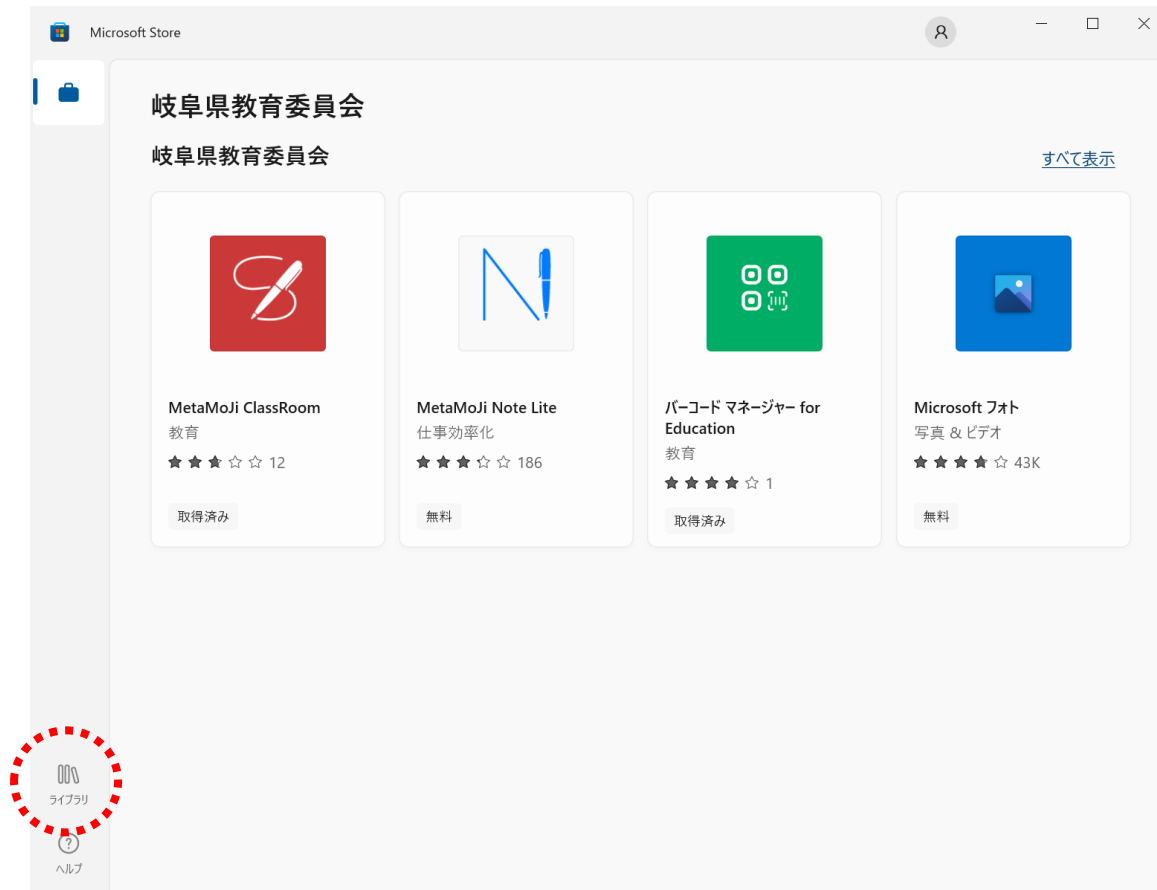 Microsoft Store
岐阜県教育委員会
岐阜県教育委員会
すべて表示
MetaMoJi ClassRoom
教育
12
取得済み
MetaMoJi Note Lite
仕事効率化
186
無料
バーコード マネージャー for
Education
教育
1
取得済み
Microsoft フォト
写真 & ビデオ
43K
無料
ライブラリ
ヘルプ